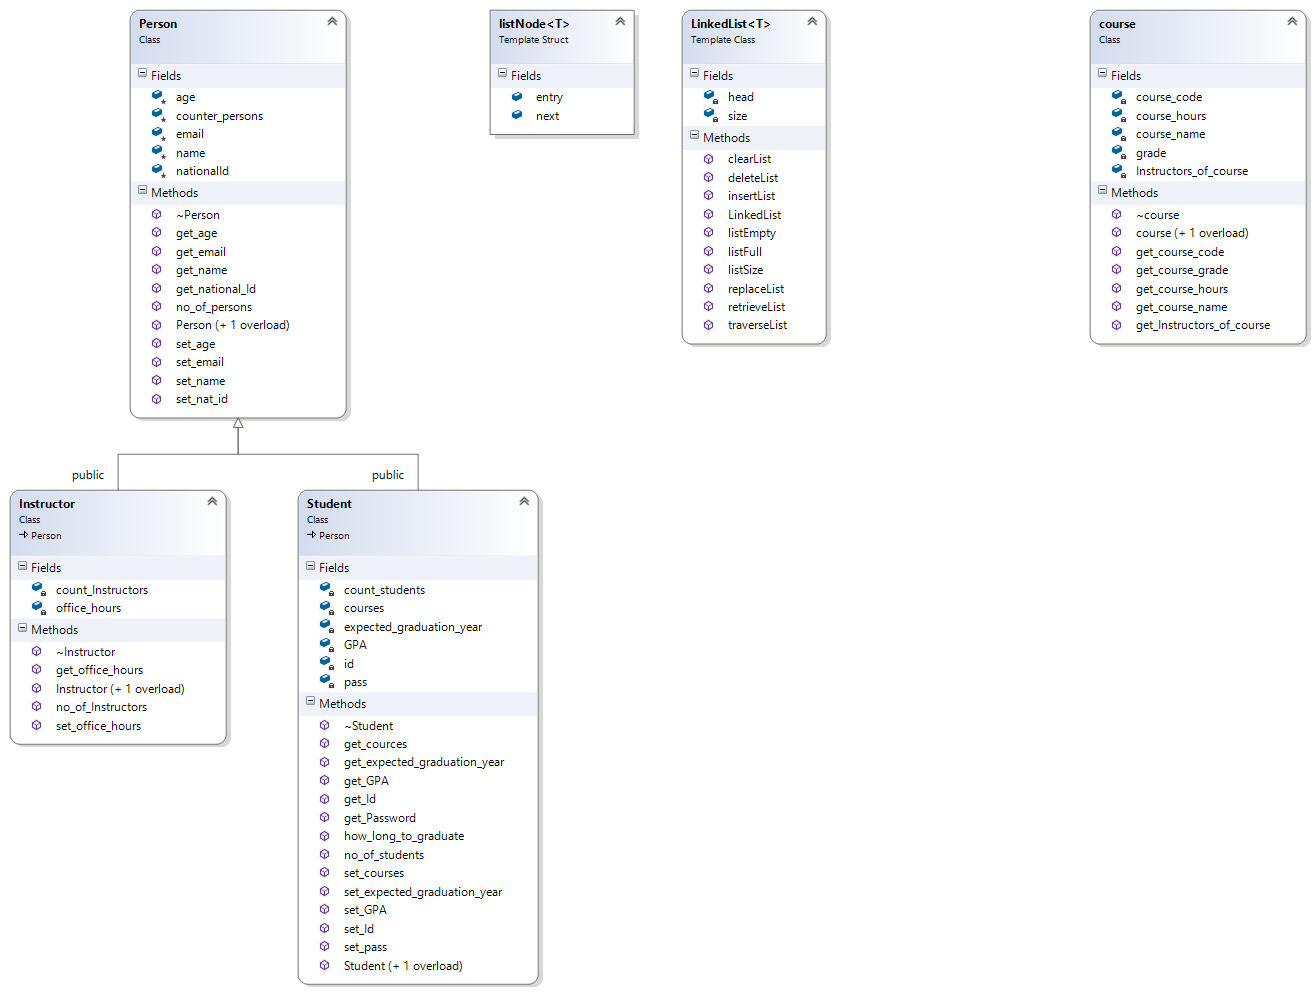 Person
Class
Fields
age
counter_persons
email
name
nationalId
Methods
~Person
get_age
get_email
get_name
get_national_Id
no_of_persons
Person (+ 1 overload)
set_age
set_email
set_name
set_nat_id
listNode<T>
Template Struct
Fields
entry
next
LinkedList<T>
Template Class
Fields
head
size
Methods
clearList
deleteList
insertList
LinkedList
listEmpty
listFull
listSize
replaceList
retrieveList
traverseList
course
Class
Fields
course_code
course_hours
course_name
grade
Instructors_of_course
Methods
~course
course (+ 1 overload)
get_course_code
get_course_grade
get_course_hours
get_course_name
get_Instructors_of_course
public
public
Instructor
Class
Person
Fields
count_Instructors
office_hours
Methods
~Instructor
get_office_hours
Instructor (+ 1 overload)
no_of_Instructors
set_office_hours
Student
Class
Person
Fields
count_students
courses
expected_graduation_year
GPA
id
pass
Methods
~Student
get_cources
get_expected_graduation_year
get_GPA
get_Id
get_Password
how_long_to_graduate
no_of_students
set_courses
set_expected_graduation_year
set_GPA
set_Id
set_pass
Student (+ 1 overload)